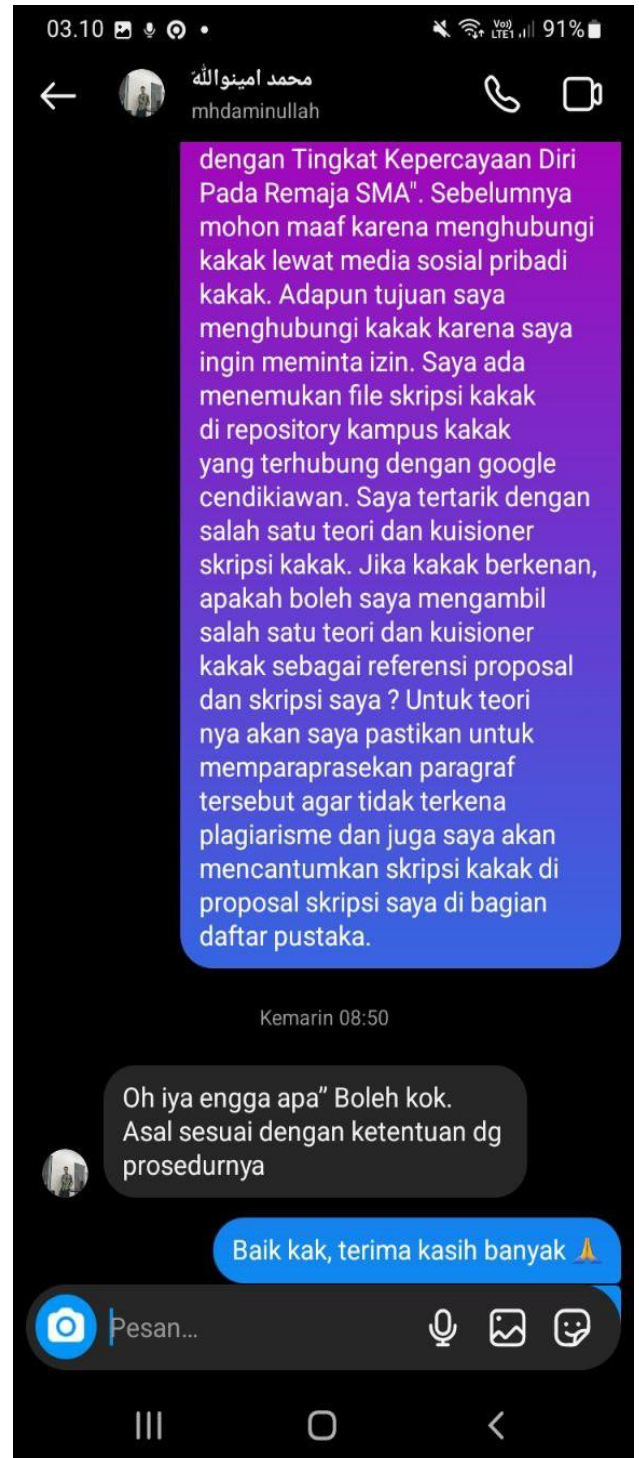 03.10
Vo))
LTE1
91%
محمد امينواللهّ
mhdaminullah
dengan Tingkat Kepercayaan Diri
Pada Remaja SMA". Sebelumnya
mohon maaf karena menghubungi
kakak lewat media sosial pribadi
kakak. Adapun tujuan saya
menghubungi kakak karena saya
ingin meminta izin. Saya ada
menemukan file skripsi kakak
di repository kampus kakak
yang terhubung dengan google
cendikiawan. Saya tertarik dengan
salah satu teori dan kuisioner
skripsi kakak. Jika kakak berkenan,
apakah boleh saya mengambil
salah satu teori dan kuisioner
kakak sebagai referensi proposal
dan skripsi saya ? Untuk teori
nya akan saya pastikan untuk
memparaprasekan paragraf
tersebut agar tidak terkena
plagiarisme dan juga saya akan
mencantumkan skripsi kakak di
proposal skripsi saya di bagian
daftar pustaka.
Kemarin 08:50
Oh iya engga apa” Boleh kok.
Asal sesuai dengan ketentuan dg
prosedurnya
Baik kak, terima kasih banyak 🙏
Pesan...